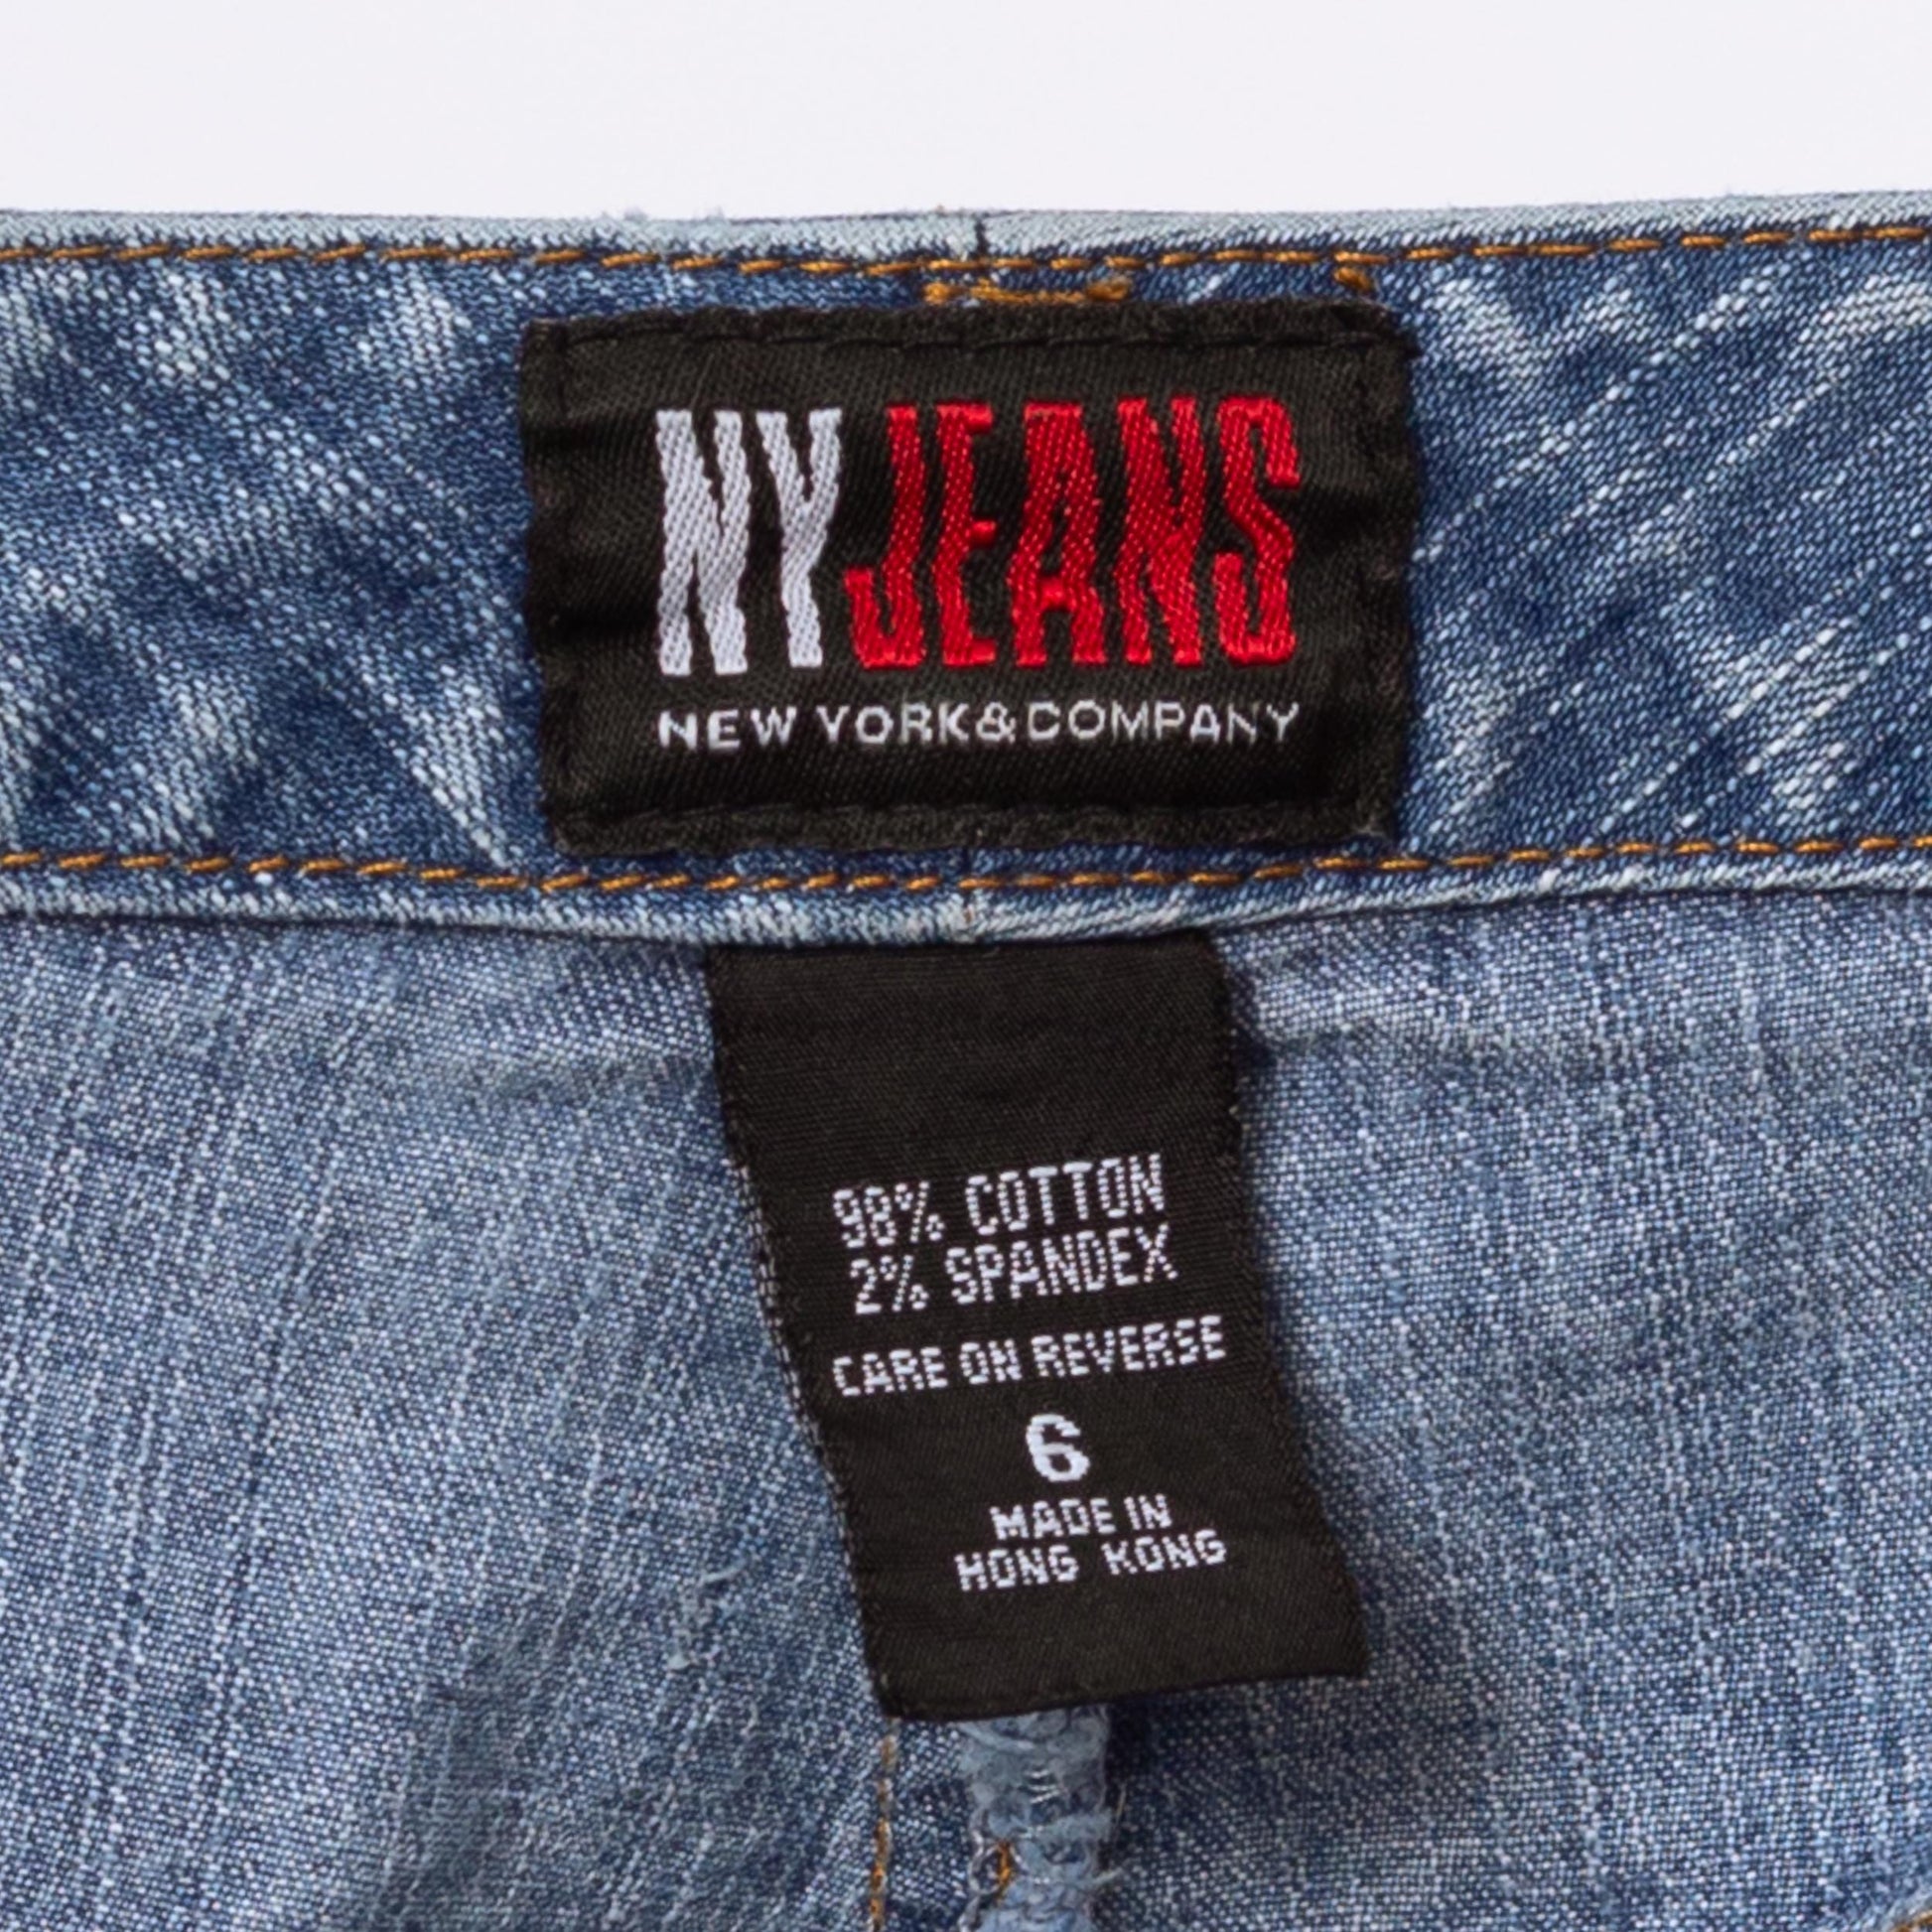 NY JEANS
NEW YORK & COMPANY
98% COTTON
2% SPANDEX
CARE ON REVERSE
6
MADE IN
HONG KONG